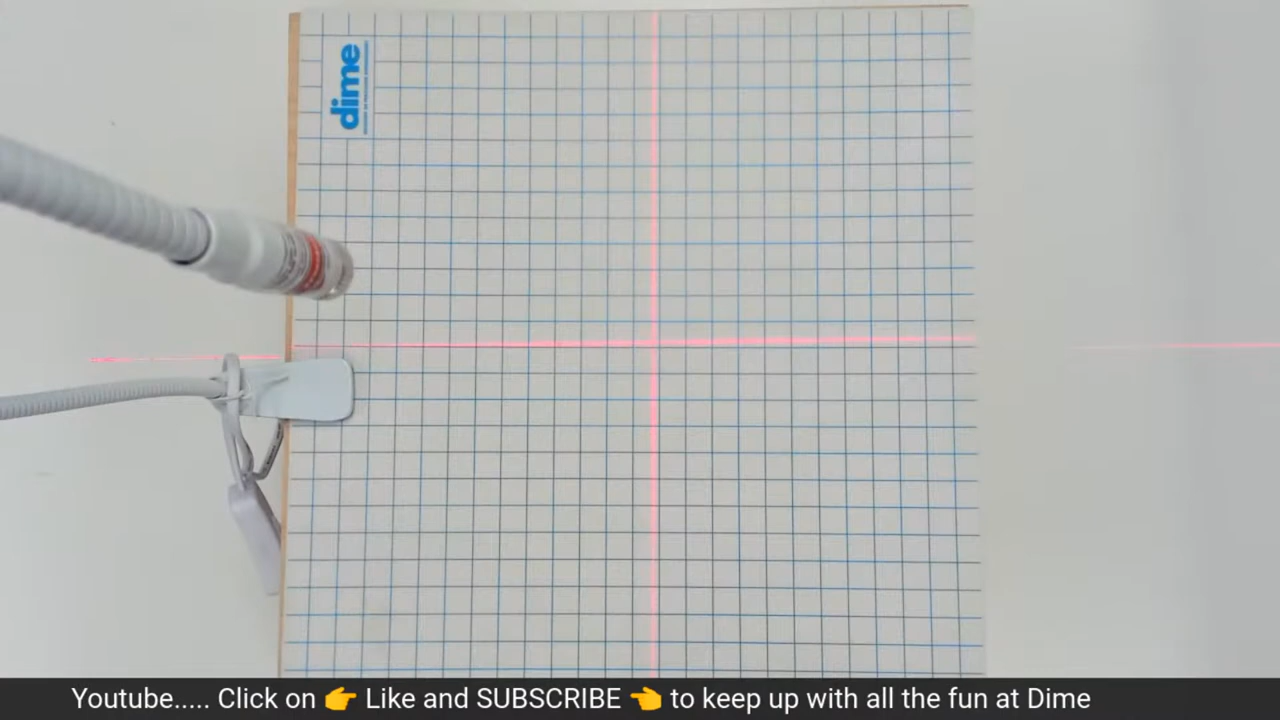 dime
Youtube..... Click on 👉 Like and SUBSCRIBE 👈 to keep up with all the fun at Dime